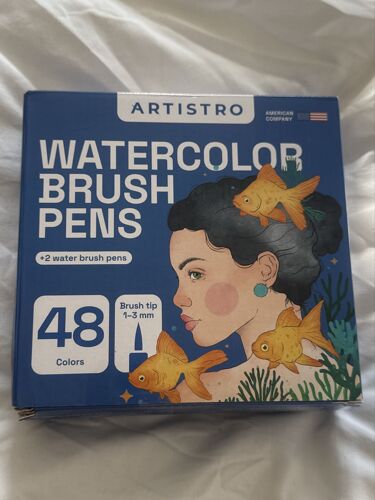 ARTISTRO
AMERICAN
COMPANY
WATERCOLOR
BRUSH
PENS
+2 water brush pens
48
Colors
Brush tip
1–3 mm